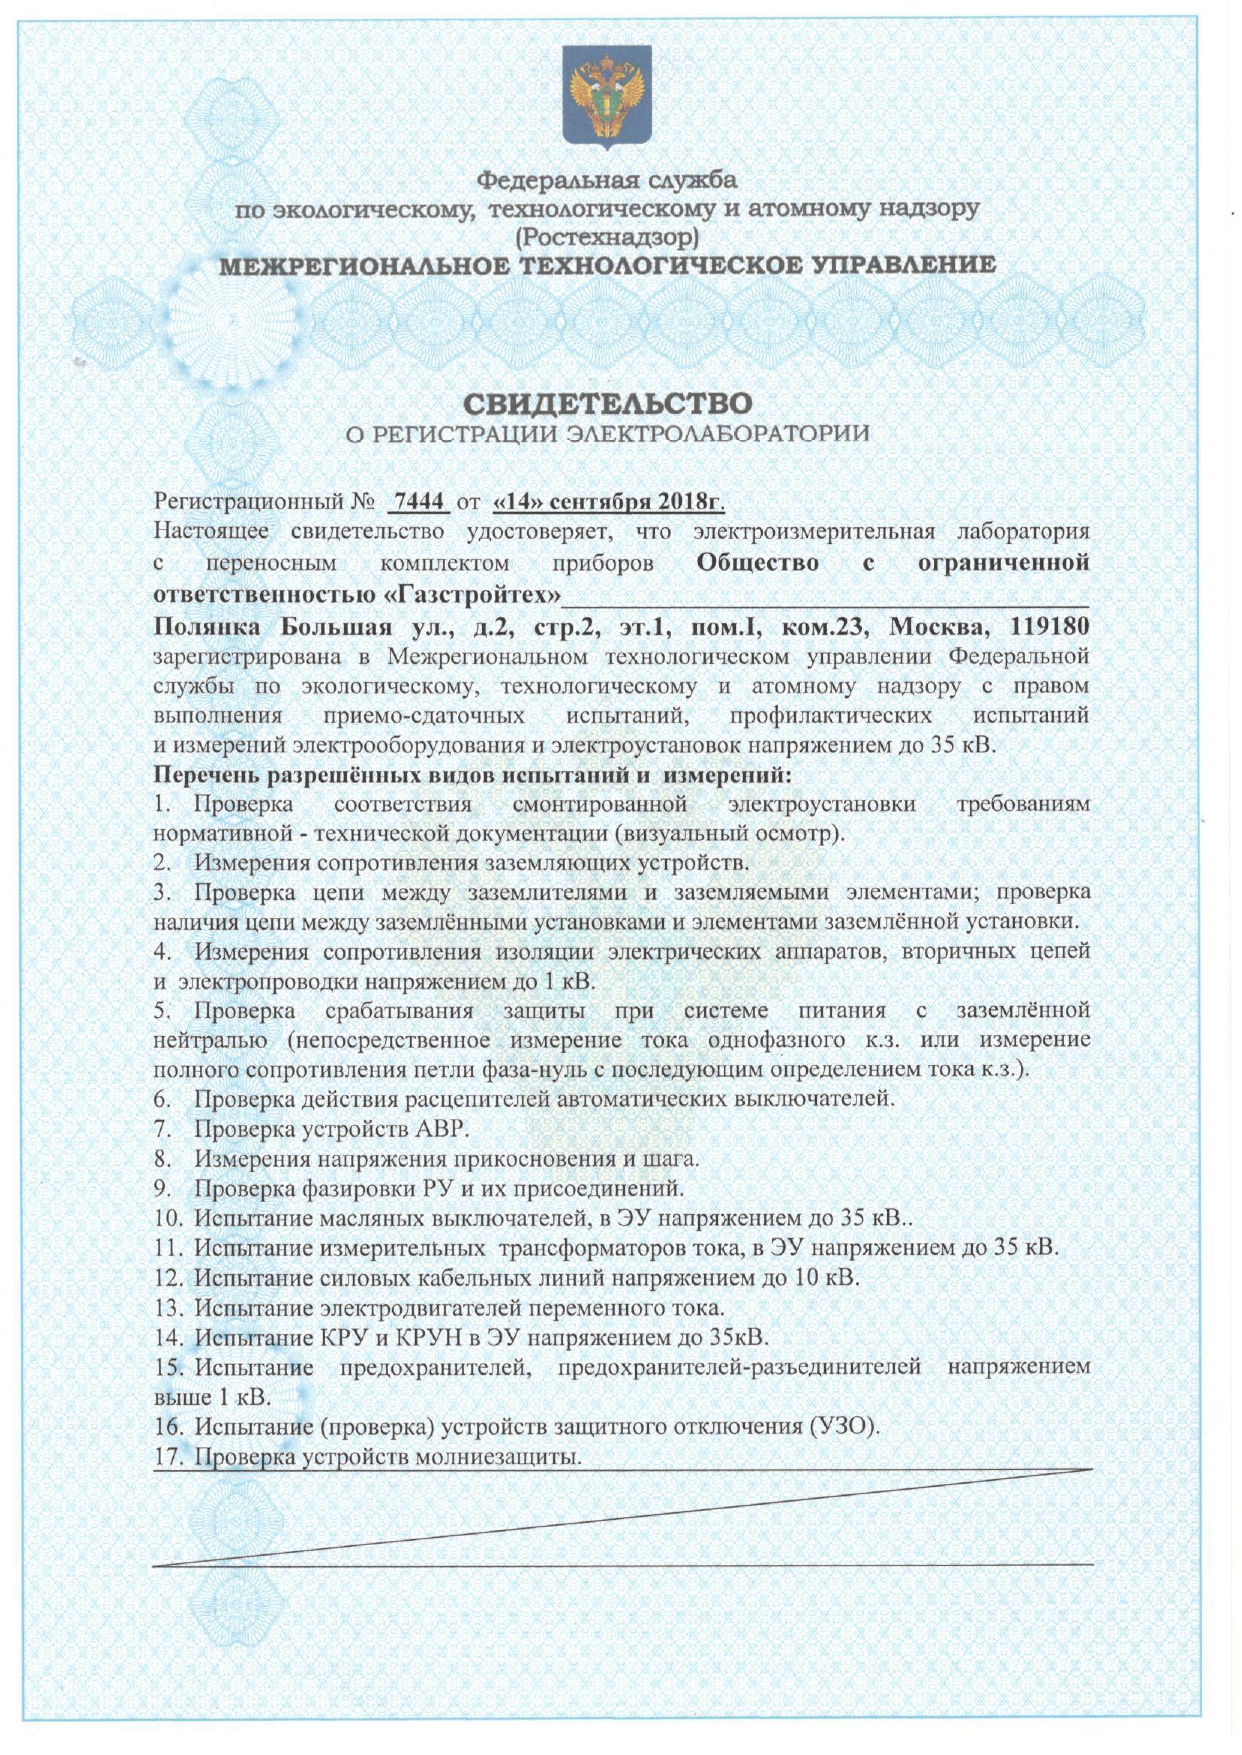 Федеральная служба
по экологическому, технологическому и атомному надзору
(Ростехнадзор)
МЕЖРЕГИОНАЛЬНОЕ ТЕХНОЛОГИЧЕСКОЕ УПРАВЛЕНИЕ
СВИДЕТЕЛЬСТВО
О РЕГИСТРАЦИИ ЭЛЕКТРОЛАБОРАТОРИИ
Регистрационный № 7444 от «14» сентября 2018г.
Настоящее свидетельство удостоверяет, что электроизмерительная лаборатория
с переносным комплектом приборов Общество с ограниченной
ответственностью «Газстройтех»
Полянка Большая ул., д.2, стр.2, эт.1, пом.I, ком.23, Москва, 119180
зарегистрирована в Межрегиональном технологическом управлении Федеральной
службы по экологическому, технологическому и атомному надзору с правом
выполнения приемо-сдаточных испытаний, профилактических испытаний
и измерений электрооборудования и электроустановок напряжением до 35 кВ.
Перечень разрешённых видов испытаний и измерений:
1. Проверка соответствия смонтированной электроустановки требованиям
нормативной - технической документации (визуальный осмотр).
2. Измерения сопротивления заземляющих устройств.
3. Проверка цепи между заземлителями и заземляемыми элементами; проверка
наличия цепи между заземлёнными установками и элементами заземлённой установки.
4. Измерения сопротивления изоляции электрических аппаратов, вторичных цепей
и электропроводки напряжением до 1 кВ.
5. Проверка срабатывания защиты при системе питания с заземлённой
нейтралью (непосредственное измерение тока однофазного к.з. или измерение
полного сопротивления петли фаза-нуль с последующим определением тока к.з.).
6. Проверка действия расцепителей автоматических выключателей.
7. Проверка устройств АВР.
8. Измерения напряжения прикосновения и шага.
9. Проверка фазировки РУ и их присоединений.
10. Испытание масляных выключателей, в ЭУ напряжением до 35 кВ..
11. Испытание измерительных трансформаторов тока, в ЭУ напряжением до 35 кВ.
12. Испытание силовых кабельных линий напряжением до 10 кВ.
13. Испытание электродвигателей переменного тока.
14. Испытание КРУ и КРУН в ЭУ напряжением до 35кВ.
15. Испытание предохранителей, предохранителей-разъединителей напряжением
выше 1 кВ.
16. Испытание (проверка) устройств защитного отключения (УЗО).
17. Проверка устройств молниезащиты.